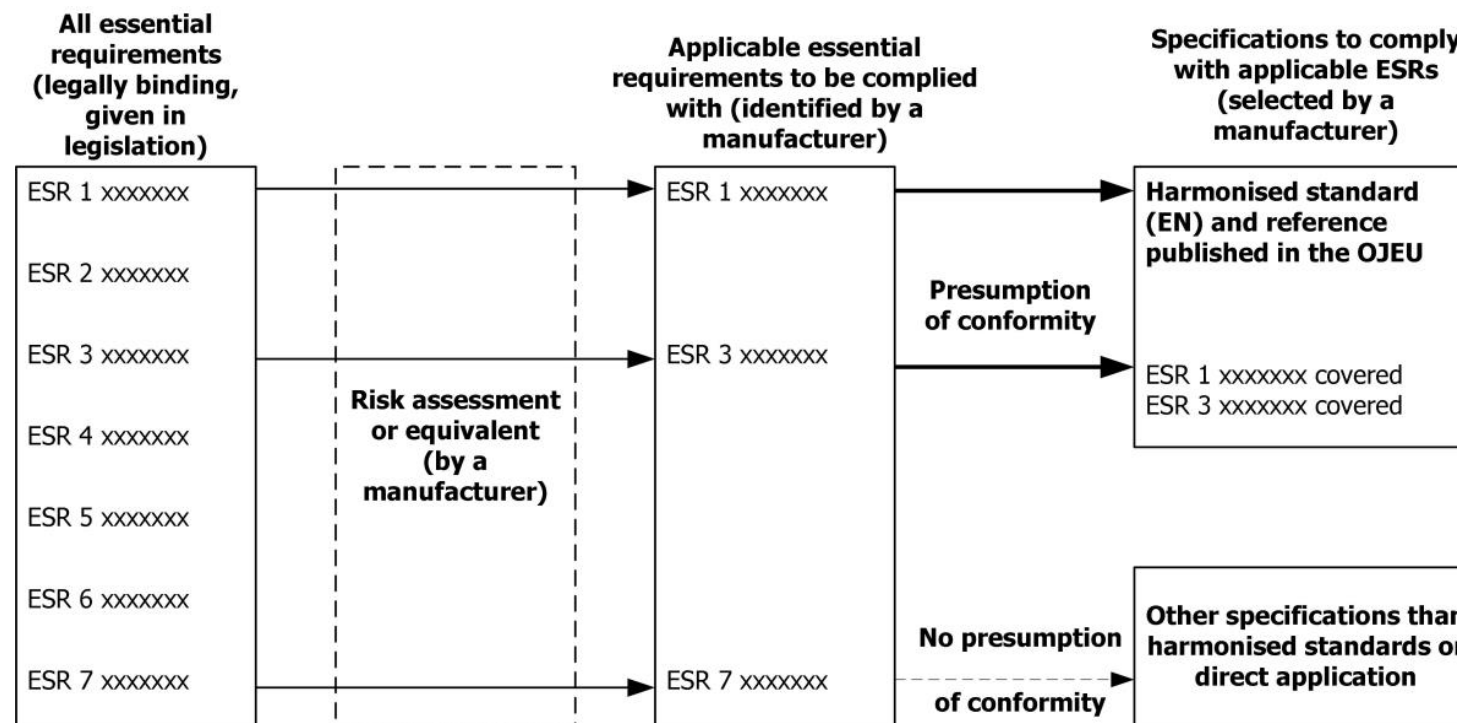 All essential
requirements
(legally binding,
given in
legislation)
ESR 1 xxxxxxx
ESR 2 xxxxxxx
ESR 3 xxxxxxx
ESR 4 xxxxxxx
ESR 5 xxxxxxx
ESR 6 xxxxxxx
ESR 7 xxxxxxx
Risk assessment
or equivalent
(by a
manufacturer)
Applicable essential
requirements to be complied
with (identified by a
manufacturer)
ESR 1 xxxxxxx
ESR 3 xxxxxxx
ESR 7 xxxxxxx
Presumption
of conformity
No presumption
of conformity
Specifications to comply
with applicable ESRs
(selected by a
manufacturer)
Harmonised standard
(EN) and reference
published in the OJEU
ESR 1 xxxxxxx covered
ESR 3 xxxxxxx covered
Other specifications than
harmonised standards or
direct application